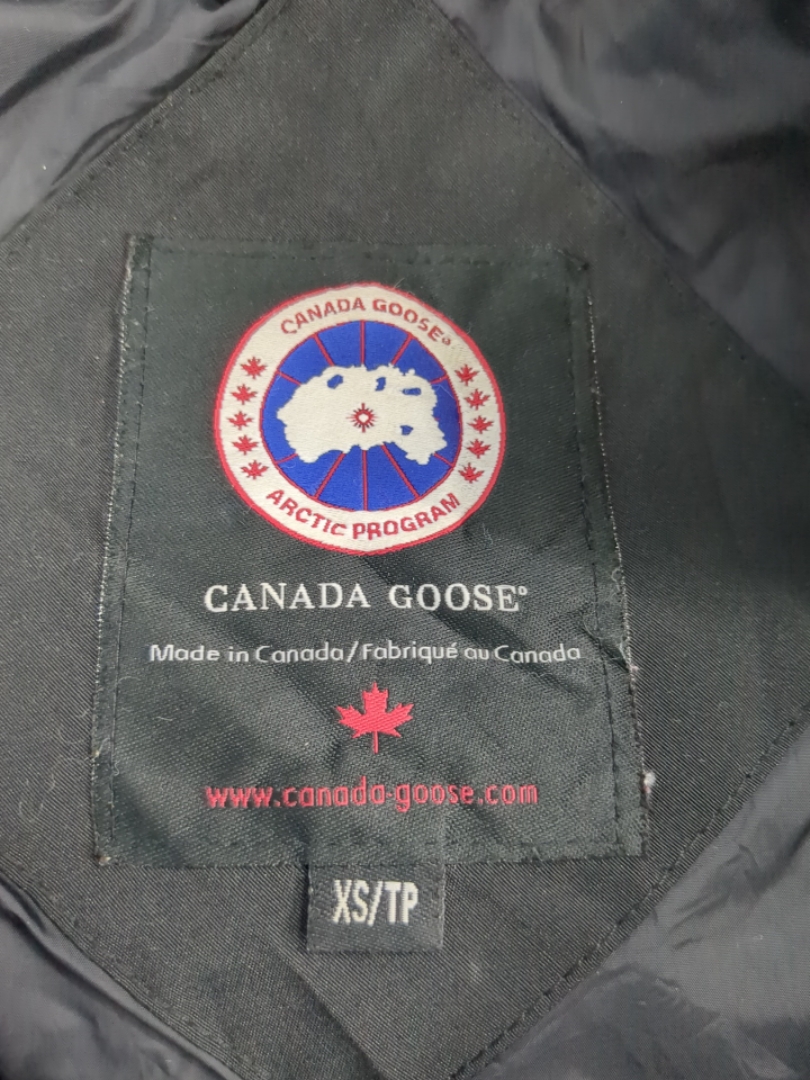 CANADA GOOSE®
ARCTIC PROGRAM
CANADA GOOSE®
Made in Canada/Fabriqué au Canada
www.canada-goose.com
XS/TP